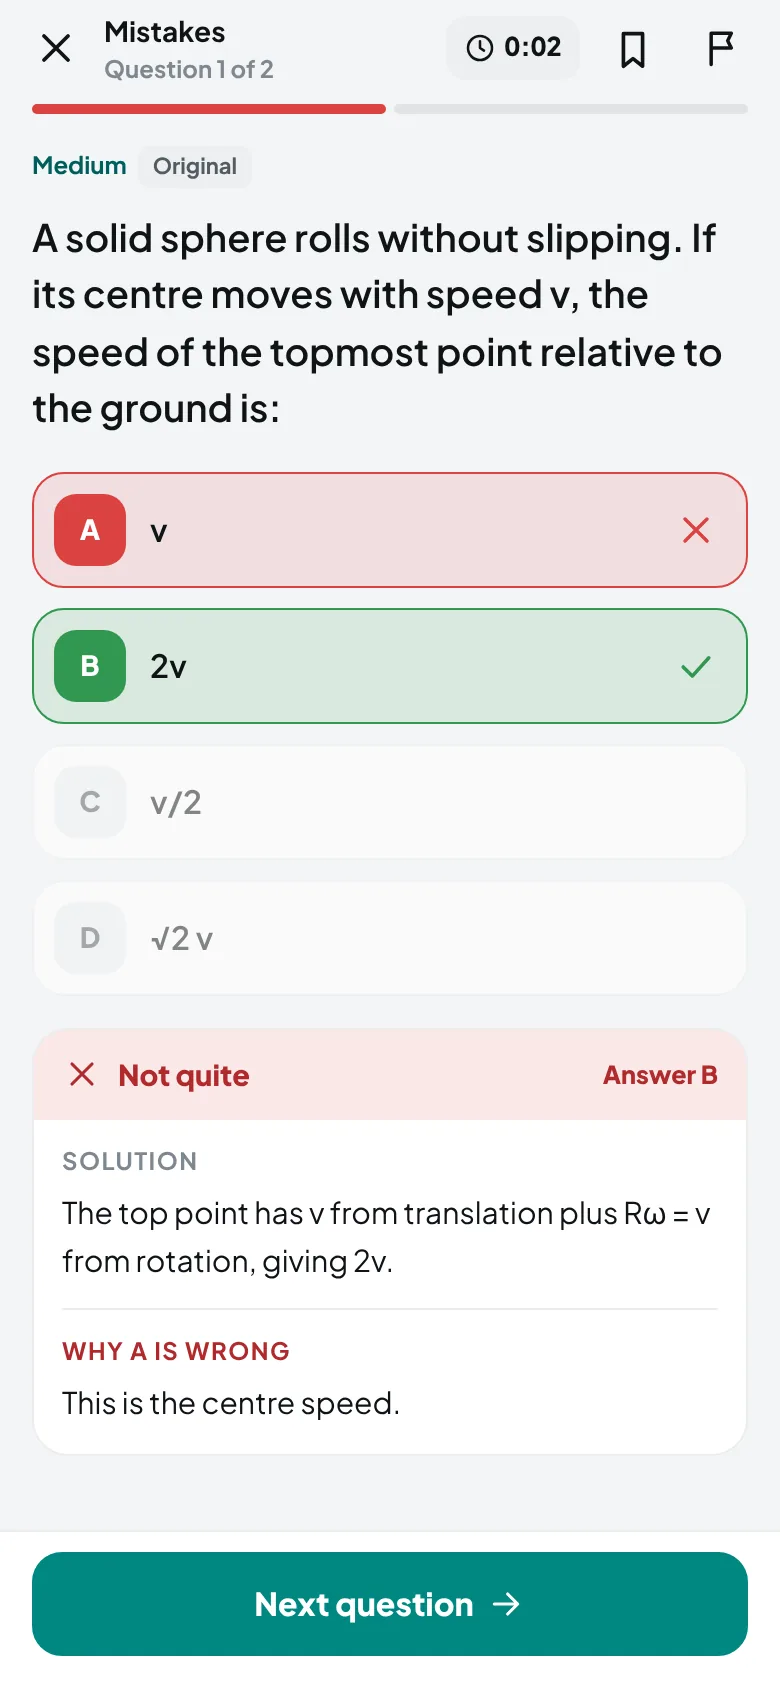 Mistakes
Question 1 of 2
0:02
Medium
Original
A solid sphere rolls without slipping. If
its centre moves with speed v, the
speed of the topmost point relative to
the ground is:
A
v
B
2v
C
v/2
D
√2 v
Not quite
Answer B
SOLUTION
The top point has v from translation plus Rω = v
from rotation, giving 2v.
WHY A IS WRONG
This is the centre speed.
Next question →